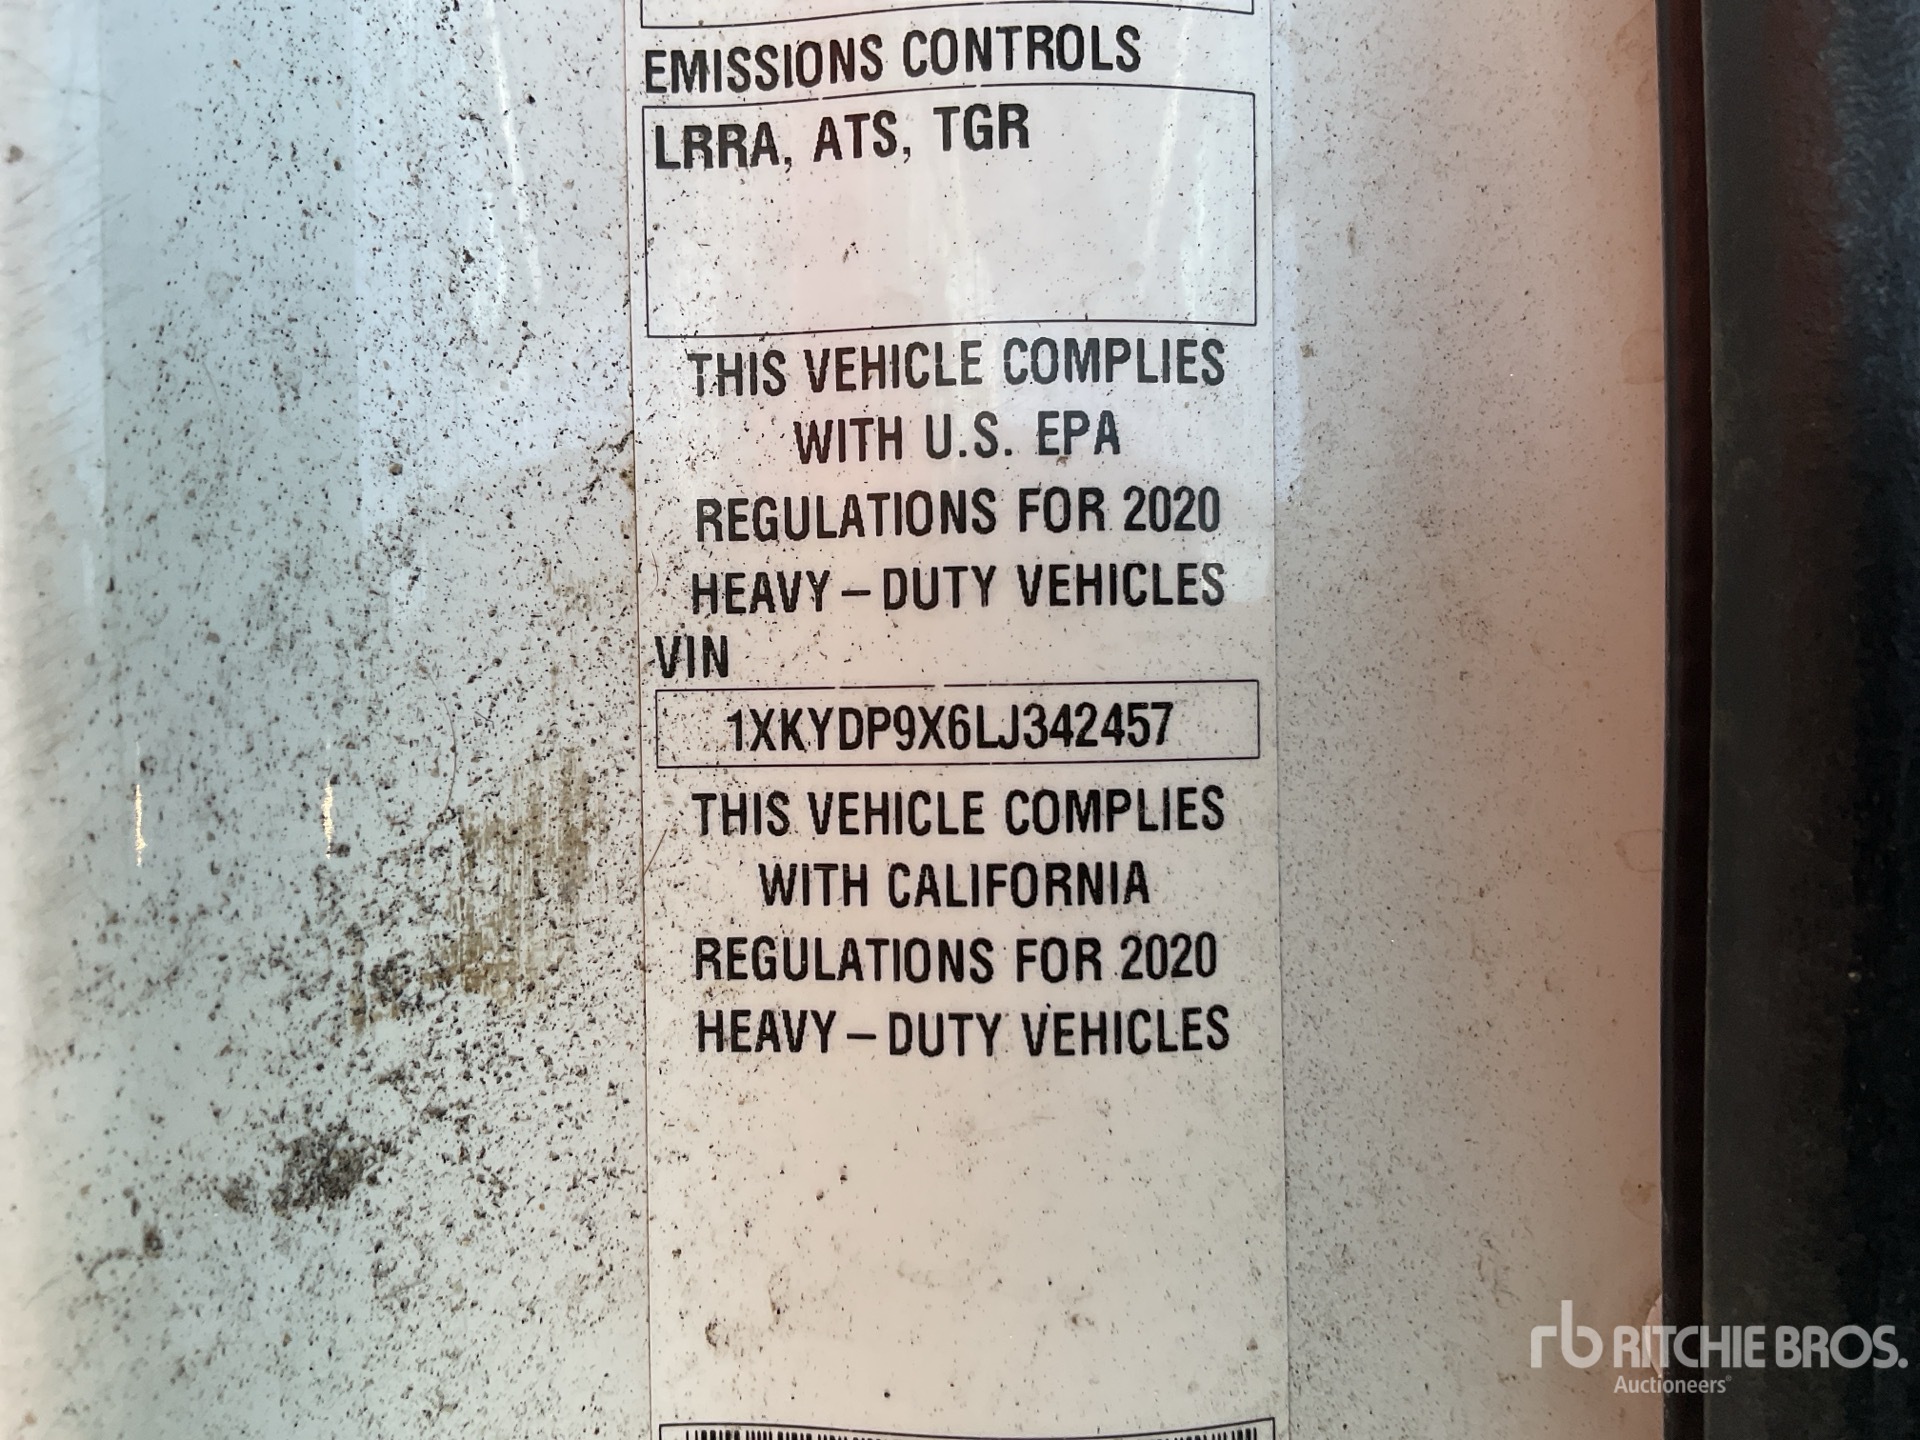 EMISSIONS CONTROLS
LRRA, ATS, TGR
THIS VEHICLE COMPLIES
WITH U.S. EPA
REGULATIONS FOR 2020
HEAVY-DUTY VEHICLES
VIN
1XKYDP9X6LJ342457
THIS VEHICLE COMPLIES
WITH CALIFORNIA
REGULATIONS FOR 2020
HEAVY-DUTY VEHICLES
rb RITCHIE BROS.
Auctioneers